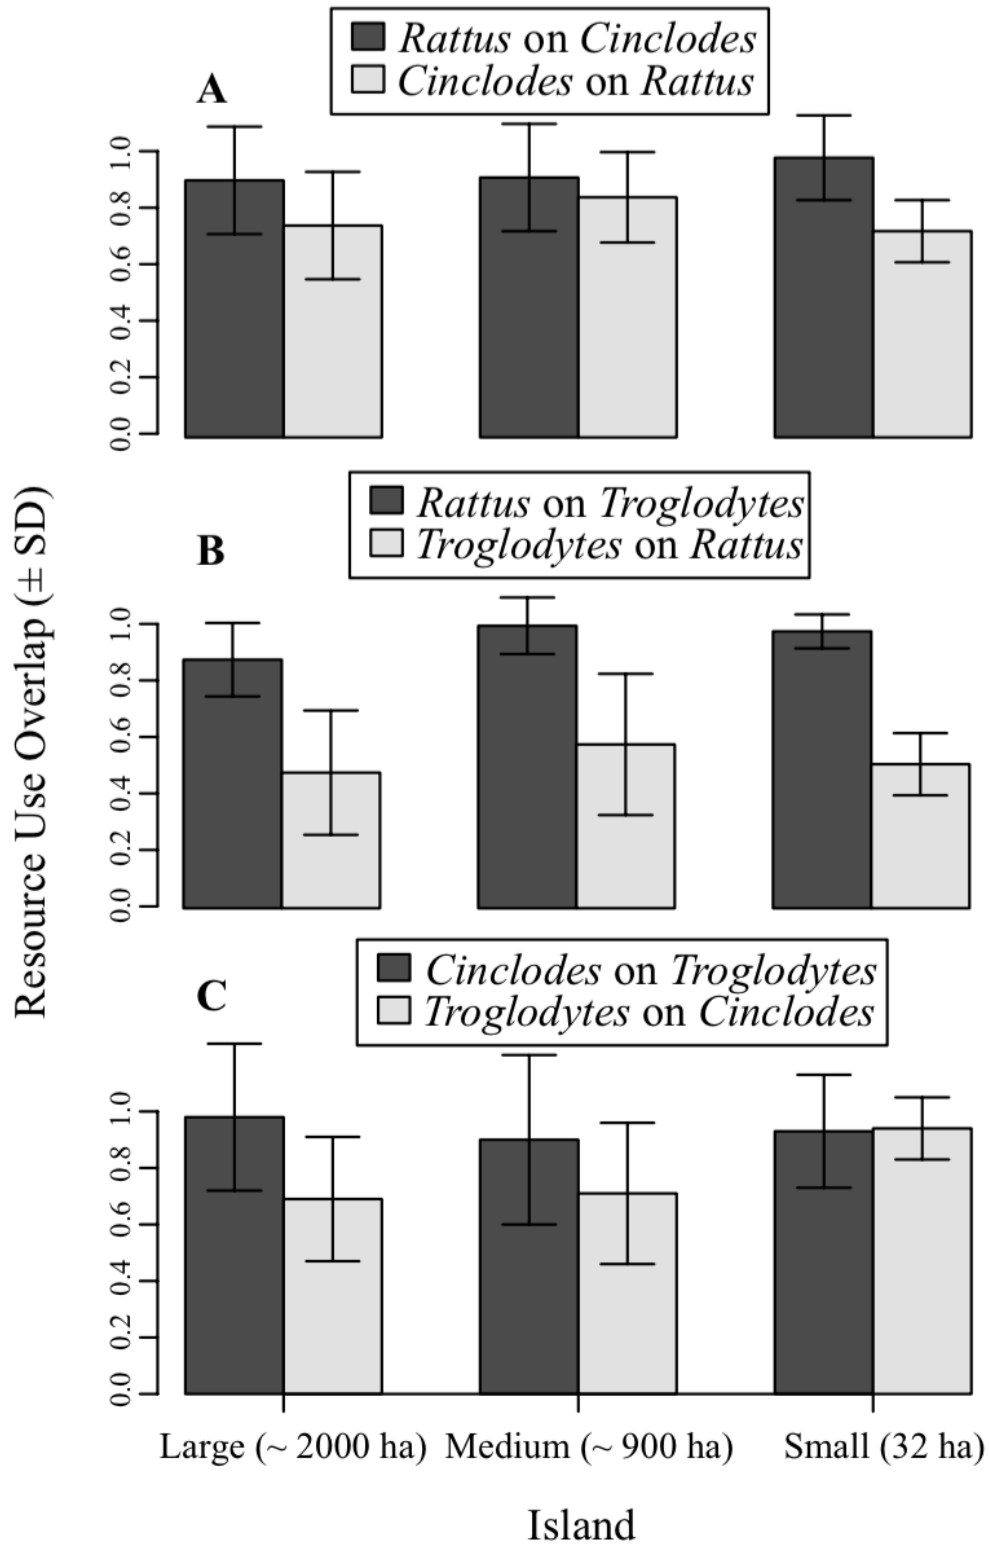 Rattus on Cinclodes
Cinclodes on Rattus
A
1.0
0.8
0.6
0.4
0.2
0.0
Rattus on Troglodytes
Troglodytes on Rattus
B
1.0
0.8
0.6
0.4
0.2
0.0
Resource Use Overlap (± SD)
Cinclodes on Troglodytes
Troglodytes on Cinclodes
C
1.0
0.8
0.6
0.4
0.2
0.0
Large (~ 2000 ha) Medium (~ 900 ha) Small (32 ha)
Island